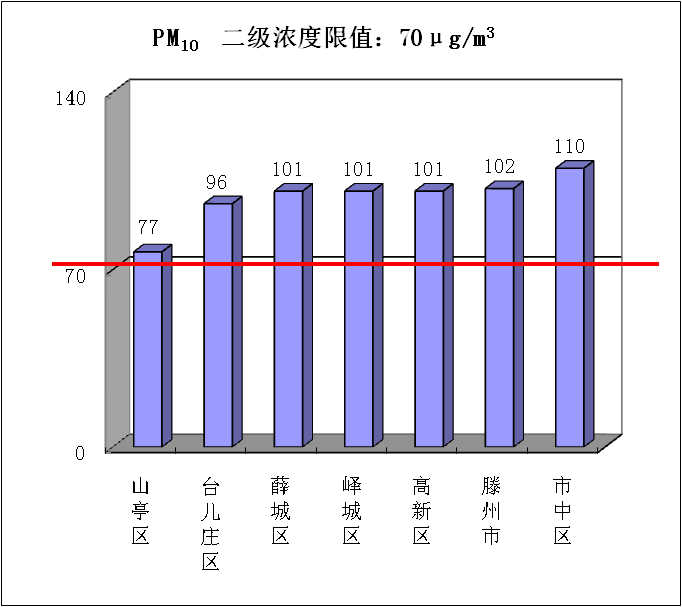 PM10 二级浓度限值：70μg/m³
140
70
0
77
96
101
101
101
102
110
山亭区
台儿庄区
薛城区
峄城区
高新区
滕州市
市中区